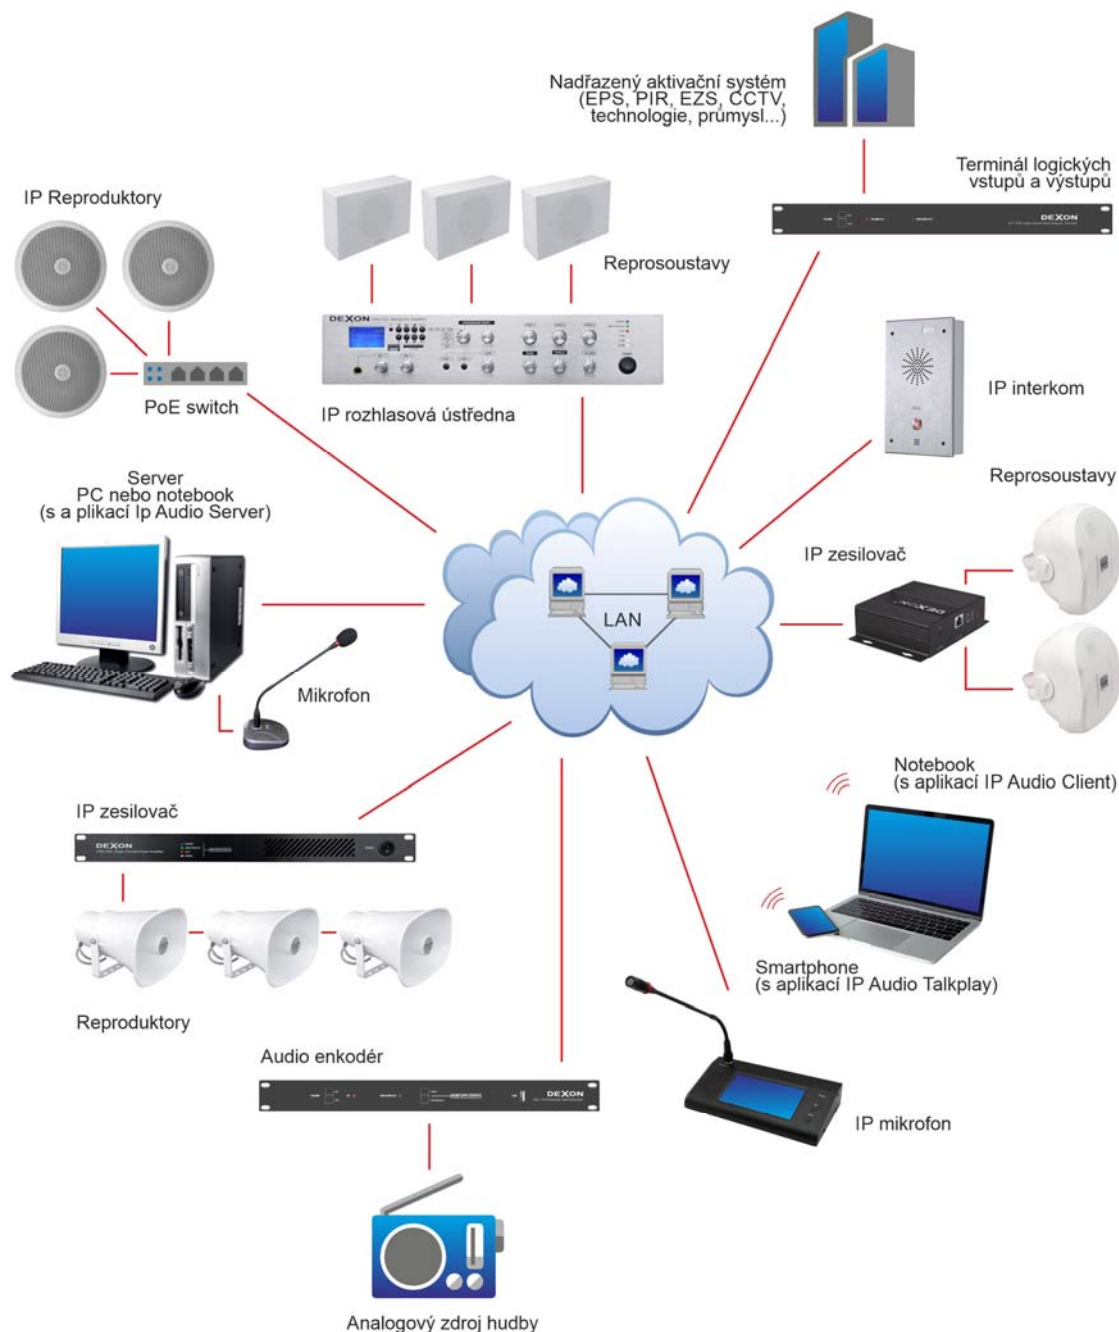 Nadřazený aktivační systém
(EPS, PIR, EZS, CCTV,
technologie, průmysl...)
Terminál logických
vstupů a výstupů
DEXON
IP Reproduktory
Reprosoustavy
DEXON
PoE switch
IP rozhlasová ústředna
IP interkom
Server
PC nebo notebook
(s a plikací Ip Audio Server)
Reprosoustavy
IP zesilovač
DEXON
LAN
Mikrofon
Notebook
(s aplikací IP Audio Client)
IP zesilovač
DEXON
Smartphone
(s aplikací IP Audio Talkplay)
Reproduktory
Audio enkodér
DEXON
IP mikrofon
Analogový zdroj hudby